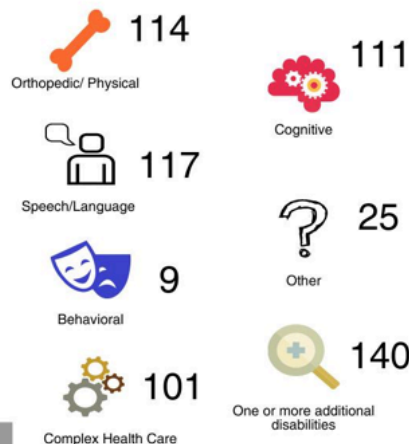 114
Orthopedic/ Physical
117
Speech/Language
9
Behavioral
101
Complex Health Care
111
Cognitive
25
Other
140
One or more additional
disabilities